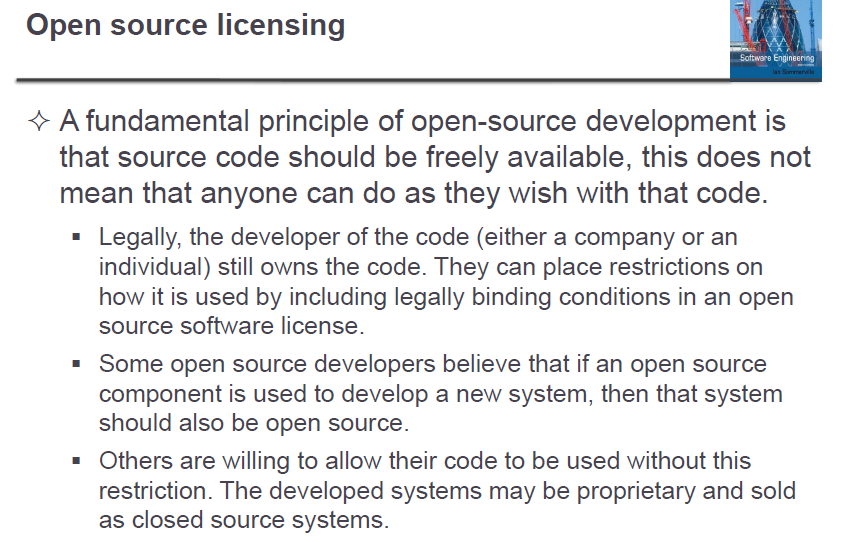 Open source licensing
Software Engineering
Ian Sommerville
✧ A fundamental principle of open-source development is
that source code should be freely available, this does not
mean that anyone can do as they wish with that code.
▪ Legally, the developer of the code (either a company or an
individual) still owns the code. They can place restrictions on
how it is used by including legally binding conditions in an open
source software license.
▪ Some open source developers believe that if an open source
component is used to develop a new system, then that system
should also be open source.
▪ Others are willing to allow their code to be used without this
restriction. The developed systems may be proprietary and sold
as closed source systems.